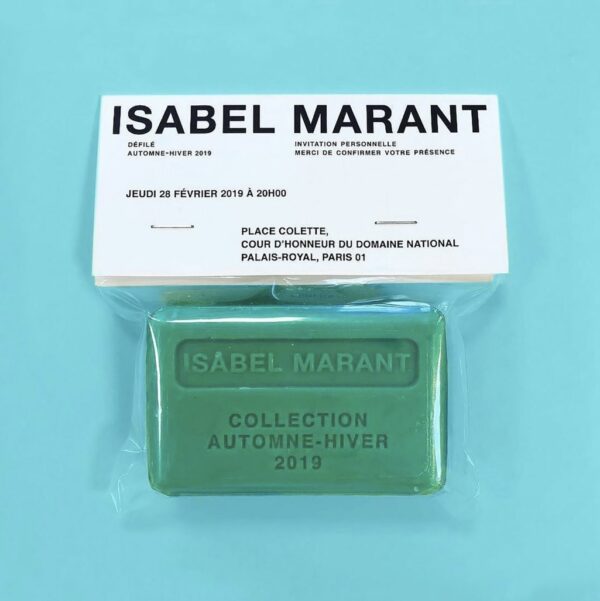 ISABEL MARANT
DÉFILÉ
AUTOMNE-HIVER 2019
INVITATION PERSONNELLE
MERCI DE CONFIRMER VOTRE PRÉSENCE
JEUDI 28 FÉVRIER 2019 À 20H00
PLACE COLETTE,
COUR D'HONNEUR DU DOMAINE NATIONAL
PALAIS-ROYAL, PARIS 01
ISABEL MARANT
COLLECTION
AUTOMNE-HIVER
2019